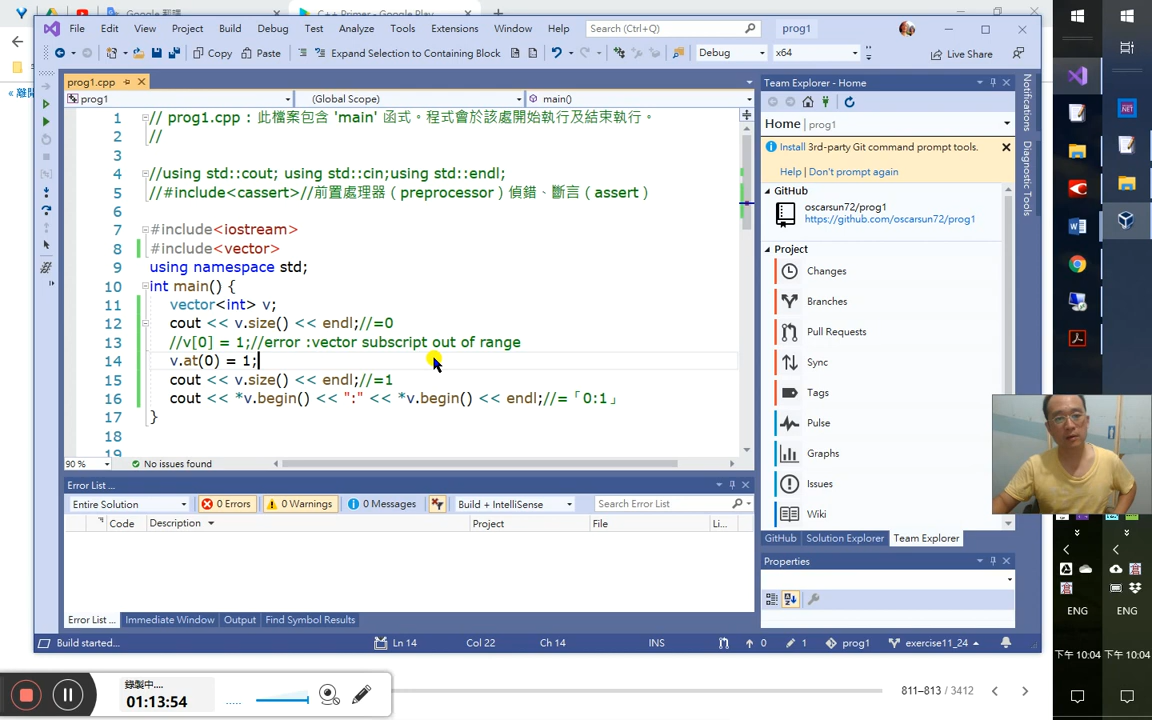 Google 翻譯
C++ Primer - Google Play
File Edit View Project Build Debug Test Analyze Tools Extensions Window Help Search (Ctrl+Q) prog1
Copy Paste Expand Selection to Containing Block Debug x64 Live Share
prog1.cpp
prog1 (Global Scope) main()
1 // prog1.cpp : 此檔案包含 'main' 函式。程式會於該處開始執行及結束執行。
2 //
3
4 //using std::cout; using std::cin;using std::endl;
5 //#include<cassert>//前置處理器（preprocessor）偵錯、斷言（assert）
6
7 #include<iostream>
8 #include<vector>
9 using namespace std;
10 int main() {
11 vector<int> v;
12 cout << v.size() << endl;//=0
13 //v[0] = 1;//error :vector subscript out of range
14 v.at(0) = 1;
15 cout << v.size() << endl;//=1
16 cout << *v.begin() << ":" << *v.begin() << endl;//=「0:1」
17 }
18
19
90 % No issues found
Error List ...
Entire Solution 0 Errors 0 Warnings 0 Messages Build + IntelliSense Search Error List
Code Description Project File Li...
Error List ... Immediate Window Output Find Symbol Results
Build started... Ln 14 Col 22 Ch 14 INS 0 1 prog1 exercise11_24
Team Explorer - Home
Home prog1
Install 3rd-party Git command prompt tools.
Help Don't prompt again
GitHub
oscarsun72/prog1
https://github.com/oscarsun72/prog1
Project
Changes
Branches
Pull Requests
Sync
Tags
Pulse
Graphs
Issues
Wiki
GitHub Solution Explorer Team Explorer
Properties
Notifications
Diagnostic Tools
.NET
ENG ENG
下午 10:04 下午 10:04
錄製中....
01:13:54
811–813 / 3412